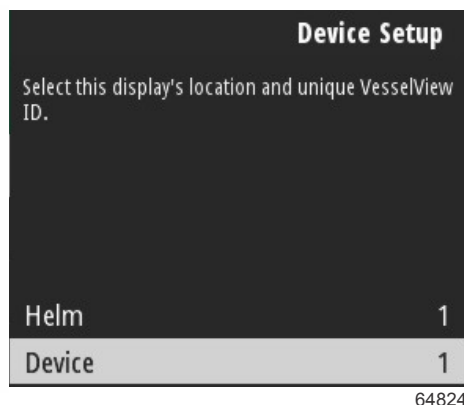 Device Setup
Select this display's location and unique VesselView
ID.
Helm 1
Device 1
64824